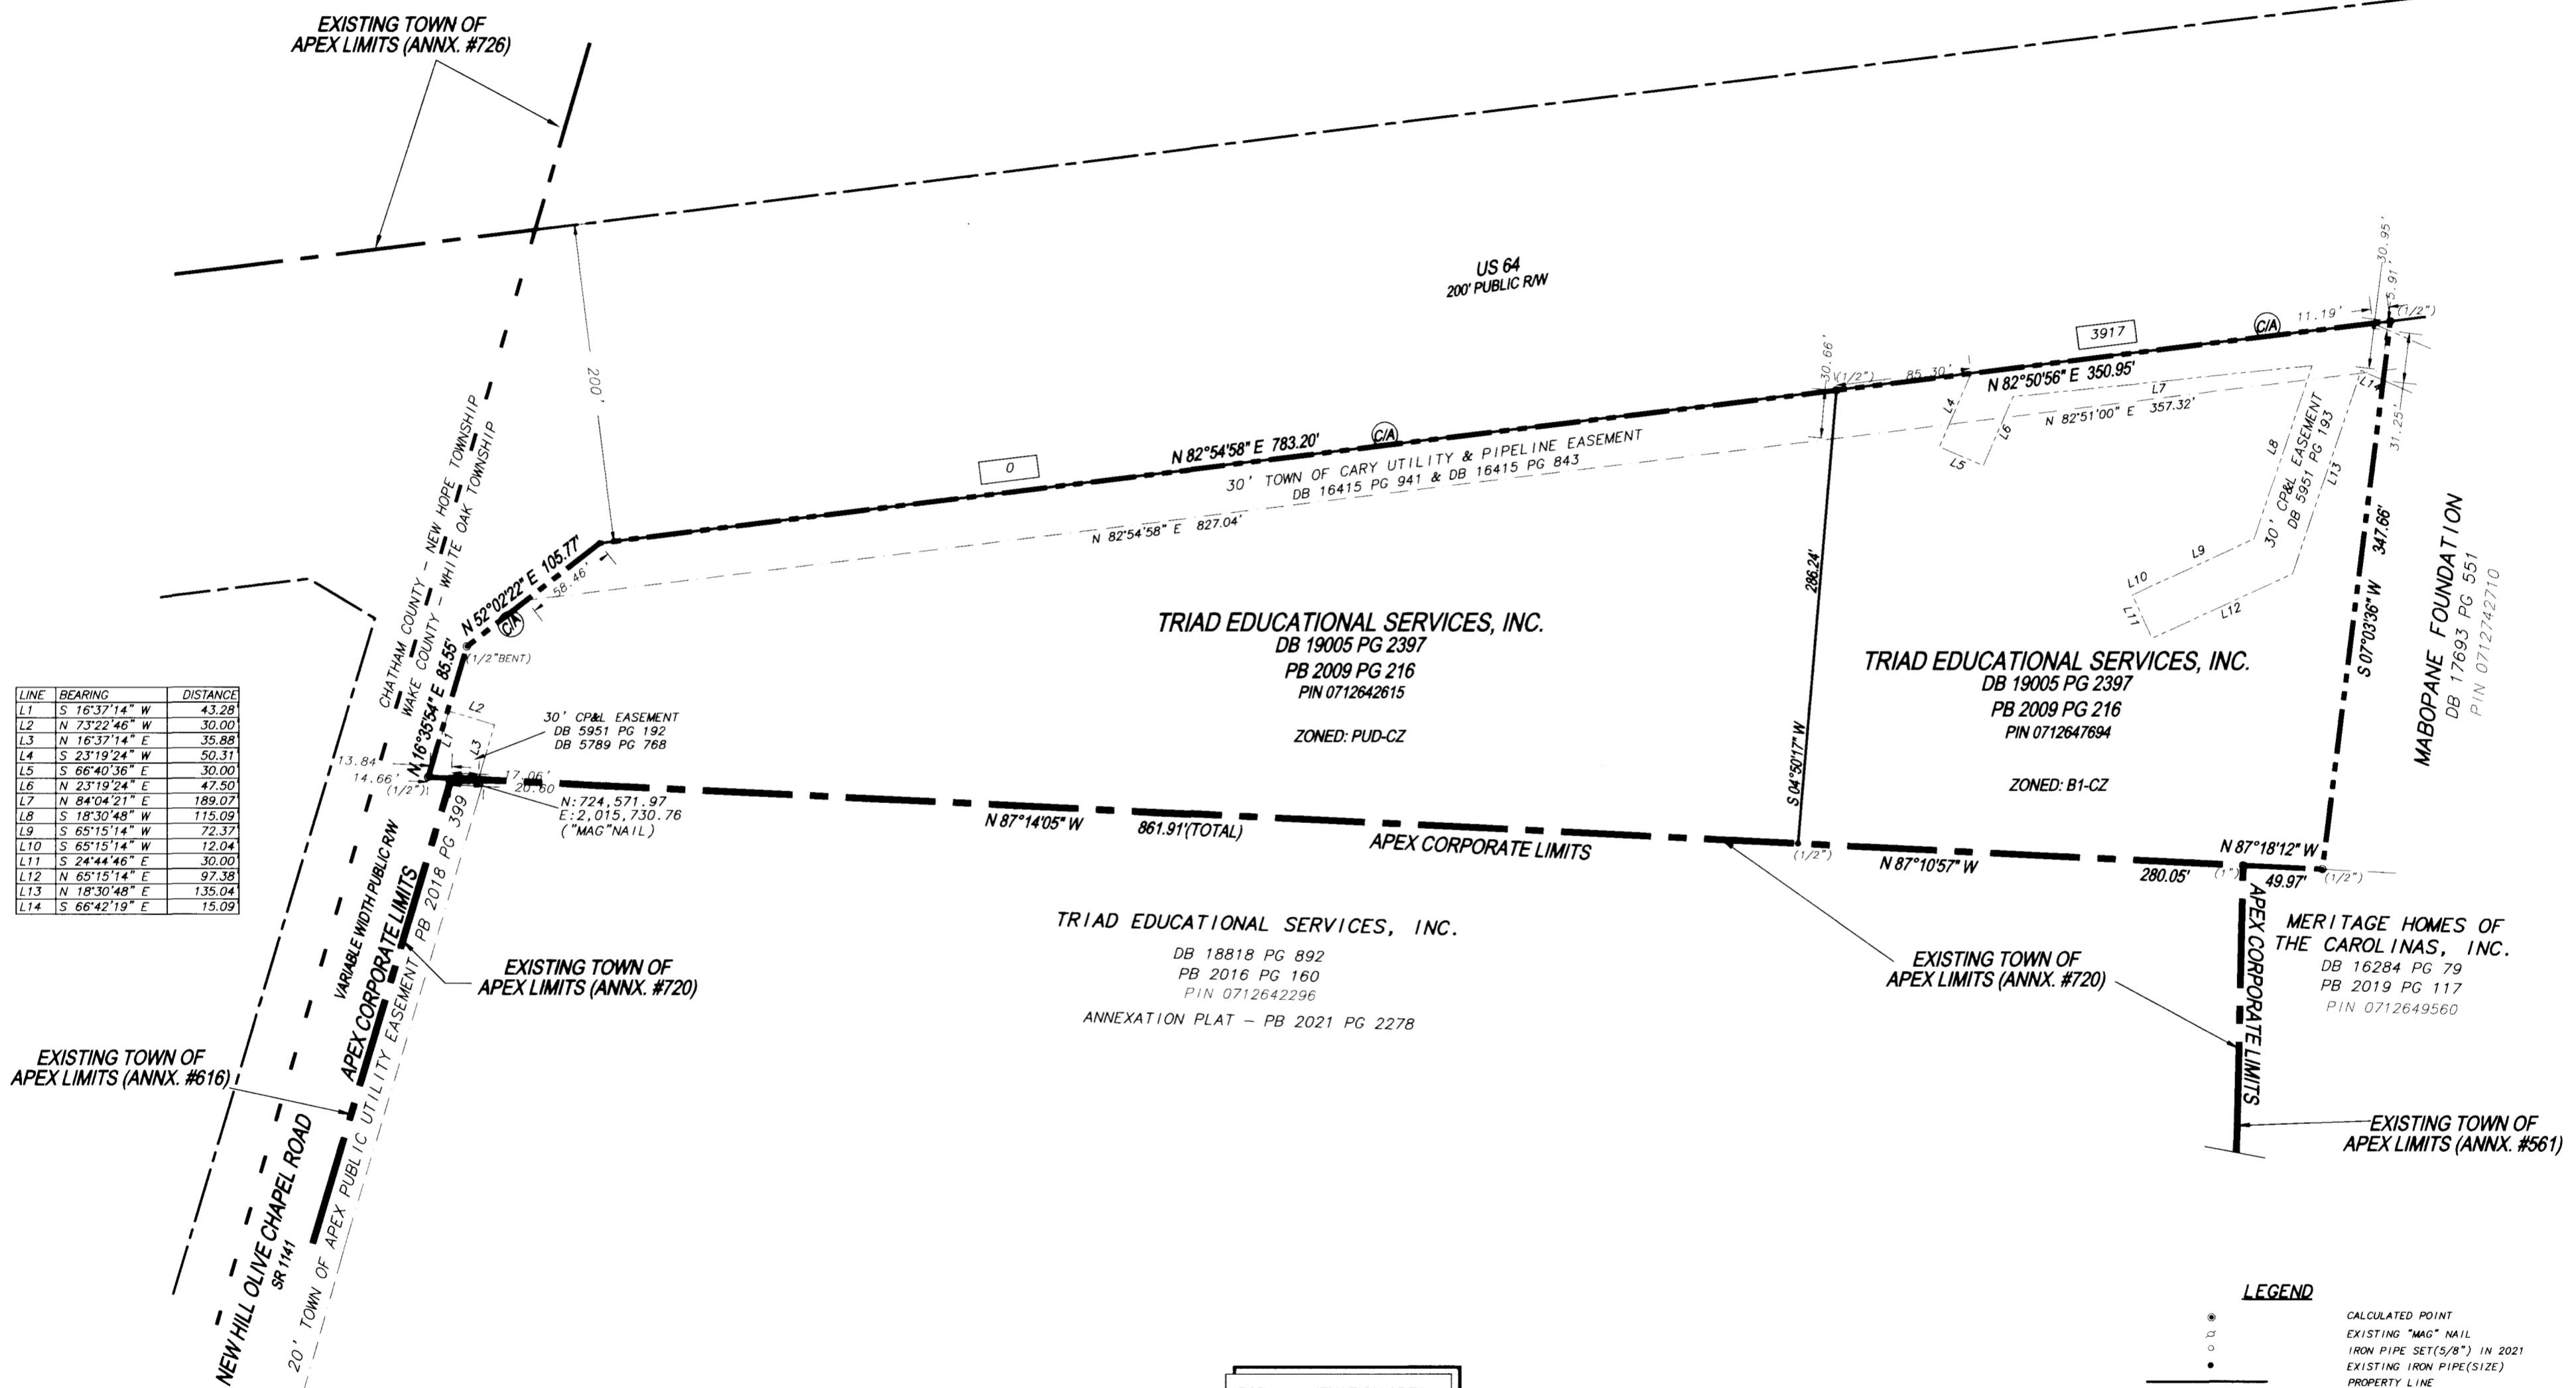 EXISTING TOWN OF
APEX LIMITS (ANNX. #726)
US 64
200' PUBLIC R/W
200'
30.95'
5.91'
(1/2")
11.19'
C/A
3917
N 82°50'56" E 350.95'
30.66'
(1/2")
85.30'
L4
L5
L6
L7
N 82°51'00" E 357.32'
L14
31.25'
L8
30' CP&L EASEMENT
DB 5951 PG 193
L13
L9
L10
L11
L12
S 07°03'36" W 347.66'
MABOPANE FOUNDATION
DB 17693 PG 551
PIN 0712742710
C/A
N 82°54'58" E 783.20'
0
30' TOWN OF CARY UTILITY & PIPELINE EASEMENT
DB 16415 PG 941 & DB 16415 PG 843
N 82°54'58" E 827.04'
CHATHAM COUNTY - NEW HOPE TOWNSHIP
WAKE COUNTY - WHITE OAK TOWNSHIP
N 52°02'22" E 105.77'
C/A
58.46'
(1/2"BENT)
N 16°35'54" E 85.55'
L1
L2
L3
30' CP&L EASEMENT
DB 5951 PG 192
DB 5789 PG 768
13.84'
14.66'
(1/2")
17.06'
20.60
N:724,571.97
E:2,015,730.76
("MAG"NAIL)
TRIAD EDUCATIONAL SERVICES, INC.
DB 19005 PG 2397
PB 2009 PG 216
PIN 0712642615
ZONED: PUD-CZ
286.24'
S 04°50'17" W
TRIAD EDUCATIONAL SERVICES, INC.
DB 19005 PG 2397
PB 2009 PG 216
PIN 0712647694
ZONED: B1-CZ
LINE BEARING DISTANCE
L1 S 16°37'14" W 43.28
L2 N 73°22'46" W 30.00
L3 N 16°37'14" E 35.88
L4 S 23°19'24" W 50.31
L5 S 66°40'36" E 30.00
L6 N 23°19'24" E 47.50
L7 N 84°04'21" E 189.07
L8 S 18°30'48" W 115.09
L9 S 65°15'14" W 72.37
L10 S 65°15'14" W 12.04
L11 S 24°44'46" E 30.00
L12 N 65°15'14" E 97.38
L13 N 18°30'48" E 135.04
L14 S 66°42'19" E 15.09
N 87°14'05" W 861.91'(TOTAL)
APEX CORPORATE LIMITS
(1/2")
N 87°10'57" W
280.05'
(1")
N 87°18'12" W
49.97'
(1/2")
VARIABLE WIDTH PUBLIC R/W
APEX CORPORATE LIMITS
20' TOWN OF APEX PUBLIC UTILITY EASEMENT PB 2018 PG 399
NEW HILL OLIVE CHAPEL ROAD
SR 1141
EXISTING TOWN OF
APEX LIMITS (ANNX. #720)
EXISTING TOWN OF
APEX LIMITS (ANNX. #616)
TRIAD EDUCATIONAL SERVICES, INC.
DB 18818 PG 892
PB 2016 PG 160
PIN 0712642296
ANNEXATION PLAT - PB 2021 PG 2278
EXISTING TOWN OF
APEX LIMITS (ANNX. #720)
APEX CORPORATE LIMITS
MERITAGE HOMES OF
THE CAROLINAS, INC.
DB 16284 PG 79
PB 2019 PG 117
PIN 0712649560
EXISTING TOWN OF
APEX LIMITS (ANNX. #561)
LEGEND
CALCULATED POINT
EXISTING "MAG" NAIL
IRON PIPE SET(5/8") IN 2021
EXISTING IRON PIPE(SIZE)
PROPERTY LINE